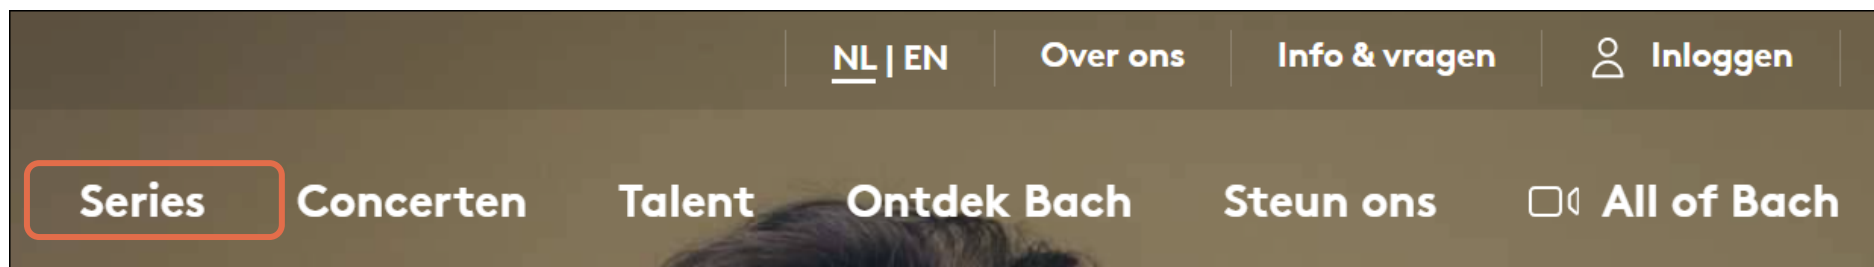 NL | EN Over ons Info & vragen Inloggen
Series Concerten Talent Ontdek Bach Steun ons All of Bach